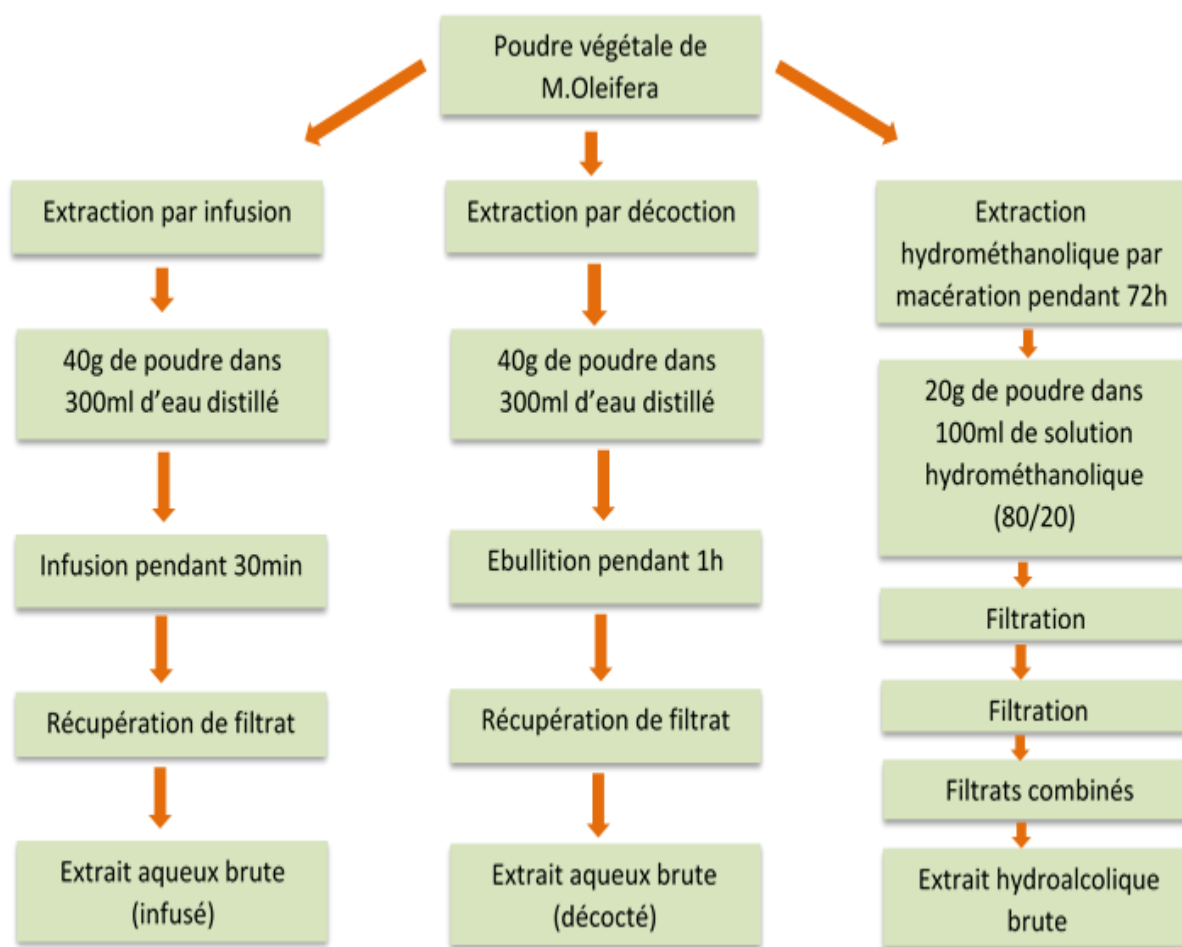 Poudre végétale de
M.Oleifera
Extraction par infusion
40g de poudre dans
300ml d'eau distillé
Infusion pendant 30min
Récupération de filtrat
Extrait aqueux brute
(infusé)
Extraction par décoction
40g de poudre dans
300ml d'eau distillé
Ebullition pendant 1h
Récupération de filtrat
Extrait aqueux brute
(décocté)
Extraction
hydrométhanolique par
macération pendant 72h
20g de poudre dans
100ml de solution
hydrométhanolique
(80/20)
Filtration
Filtration
Filtrats combinés
Extrait hydroalcolique
brute